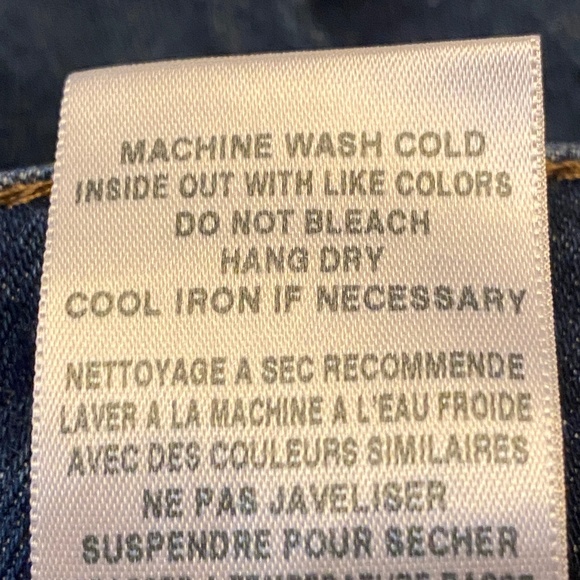 MACHINE WASH COLD
INSIDE OUT WITH LIKE COLORS
DO NOT BLEACH
HANG DRY
COOL IRON IF NECESSARY
NETTOYAGE A SEC RECOMMENDE
LAVER A LA MACHINE A L'EAU FROIDE
AVEC DES COULEURS SIMILAIRES
NE PAS JAVELISER
SUSPENDRE POUR SECHER